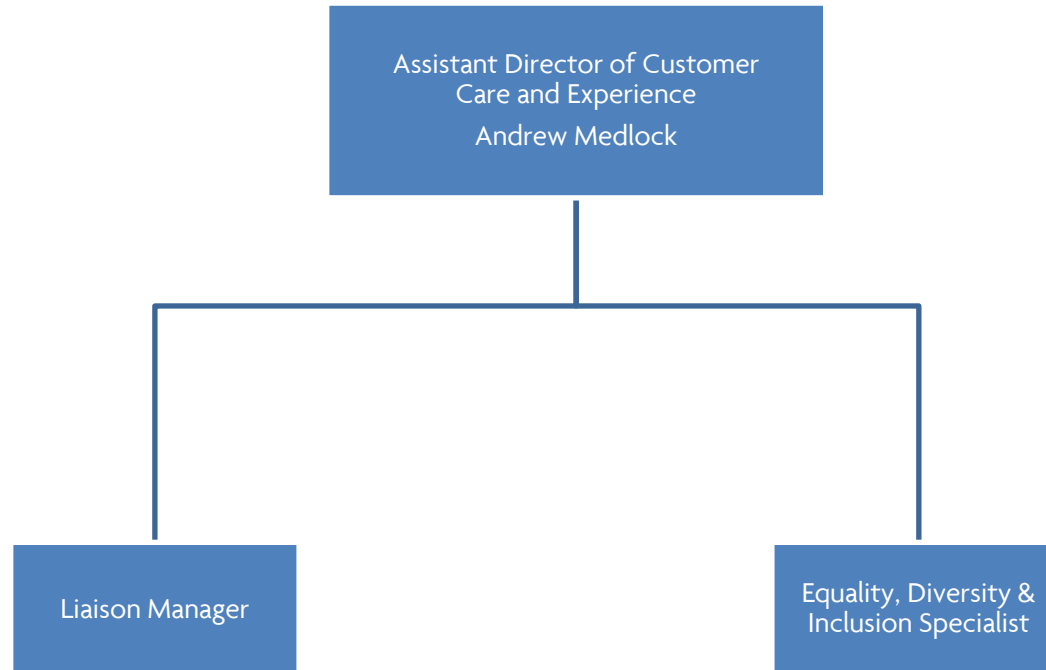 Assistant Director of Customer
Care and Experience
Andrew Medlock
Liaison Manager
Equality, Diversity &
Inclusion Specialist